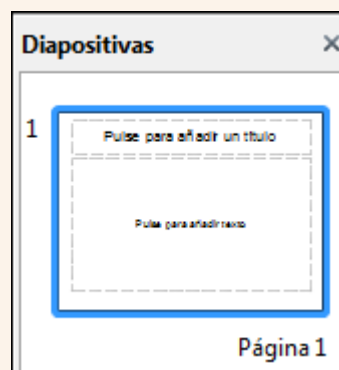 Diapositivas
1
Pulse para añadir un título
Pulse para añadir texto
Página 1